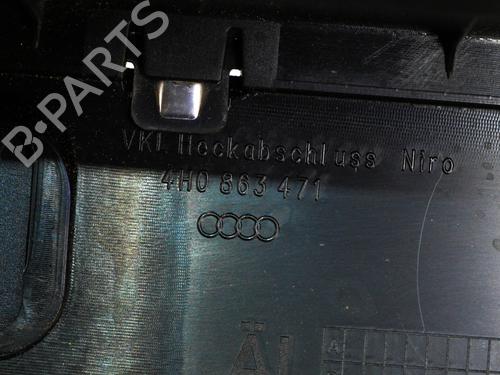 B-PARTS
VKL Heckabschluss Niro
4H0 863 471
Ä
A